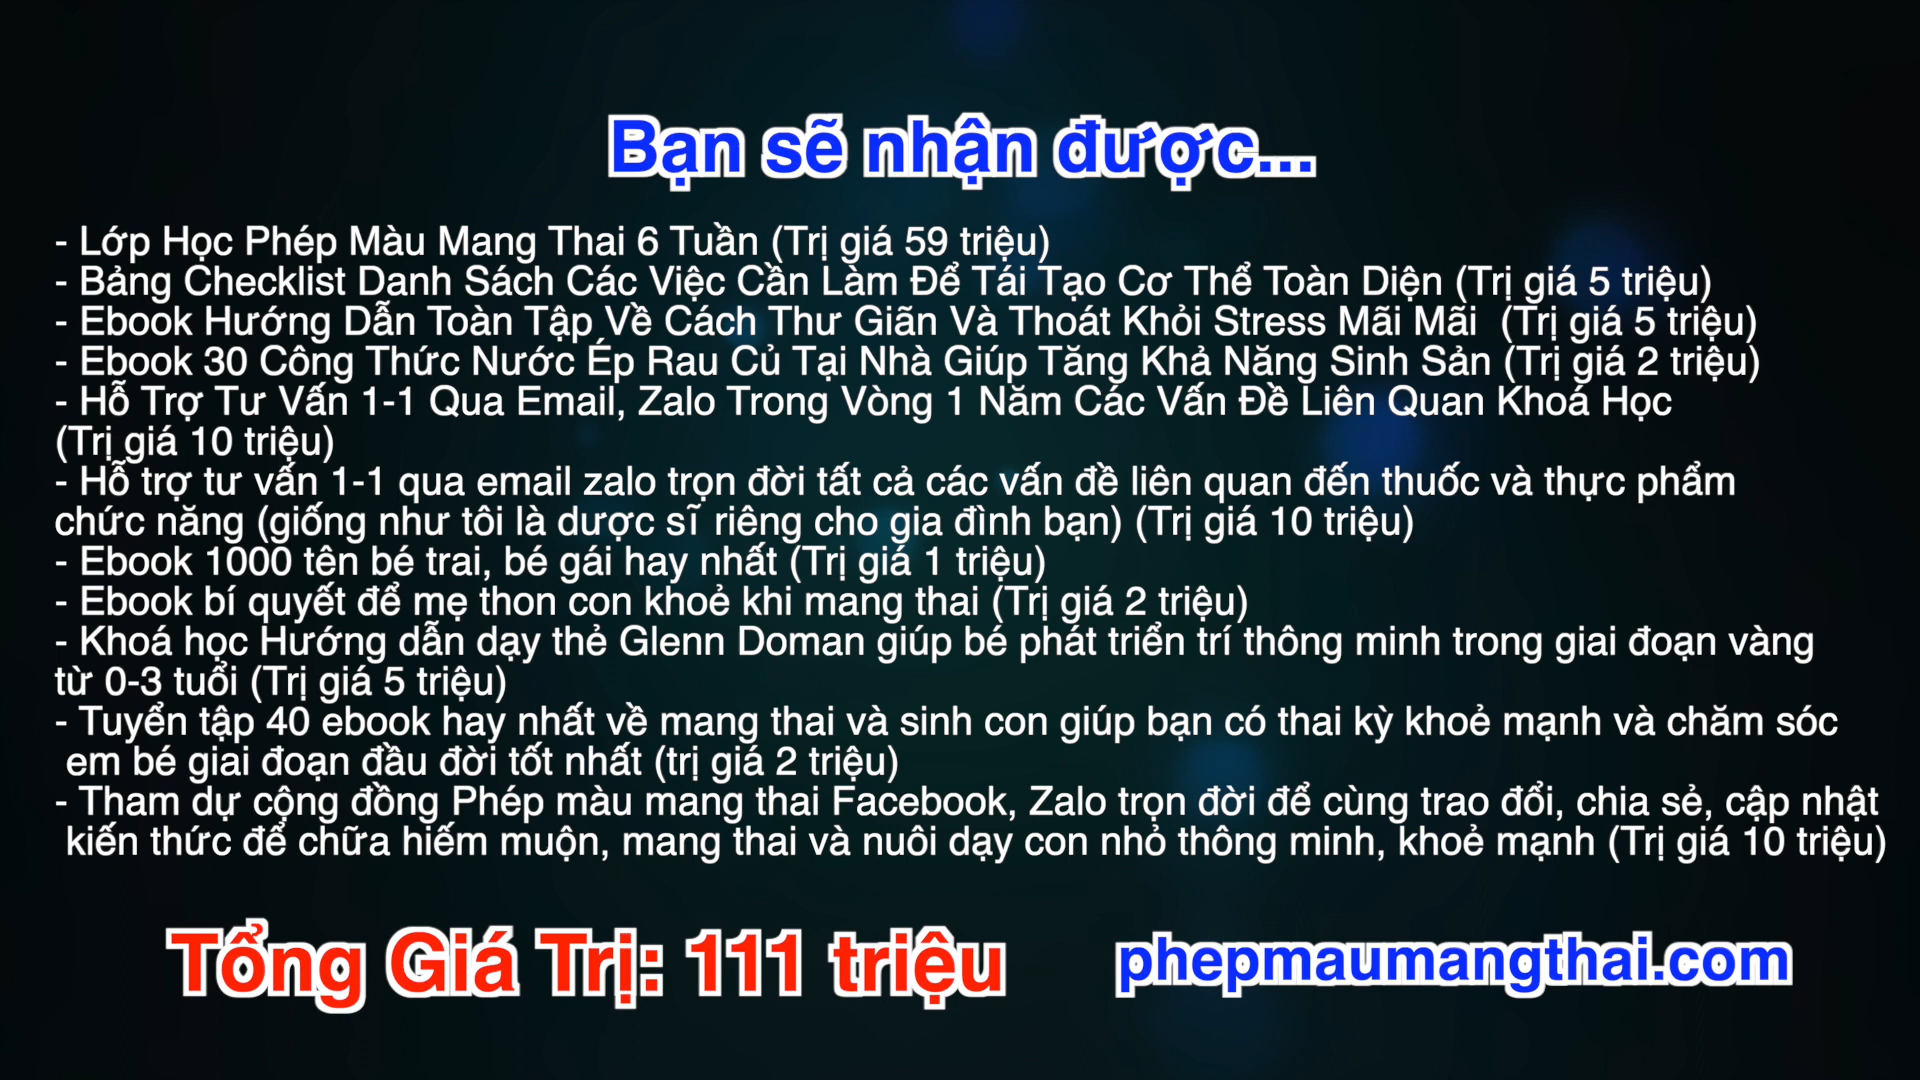 Bạn sẽ nhận được...
- Lớp Học Phép Màu Mang Thai 6 Tuần (Trị giá 59 triệu)
- Bảng Checklist Danh Sách Các Việc Cần Làm Để Tái Tạo Cơ Thể Toàn Diện (Trị giá 5 triệu)
- Ebook Hướng Dẫn Toàn Tập Về Cách Thư Giãn Và Thoát Khỏi Stress Mãi Mãi  (Trị giá 5 triệu)
- Ebook 30 Công Thức Nước Ép Rau Củ Tại Nhà Giúp Tăng Khả Năng Sinh Sản (Trị giá 2 triệu)
- Hỗ Trợ Tư Vấn 1-1 Qua Email, Zalo Trong Vòng 1 Năm Các Vấn Đề Liên Quan Khoá Học
(Trị giá 10 triệu)
- Hỗ trợ tư vấn 1-1 qua email zalo trọn đời tất cả các vấn đề liên quan đến thuốc và thực phẩm
chức năng (giống như tôi là dược sĩ riêng cho gia đình bạn) (Trị giá 10 triệu)
- Ebook 1000 tên bé trai, bé gái hay nhất (Trị giá 1 triệu)
- Ebook bí quyết để mẹ thon con khoẻ khi mang thai (Trị giá 2 triệu)
- Khoá học Hướng dẫn dạy thẻ Glenn Doman giúp bé phát triển trí thông minh trong giai đoạn vàng
từ 0-3 tuổi (Trị giá 5 triệu)
- Tuyển tập 40 ebook hay nhất về mang thai và sinh con giúp bạn có thai kỳ khoẻ mạnh và chăm sóc
em bé giai đoạn đầu đời tốt nhất (trị giá 2 triệu)
- Tham dự cộng đồng Phép màu mang thai Facebook, Zalo trọn đời để cùng trao đổi, chia sẻ, cập nhật
kiến thức để chữa hiếm muộn, mang thai và nuôi dạy con nhỏ thông minh, khoẻ mạnh (Trị giá 10 triệu)
Tổng Giá Trị: 111 triệu
phepmaumangthai.com